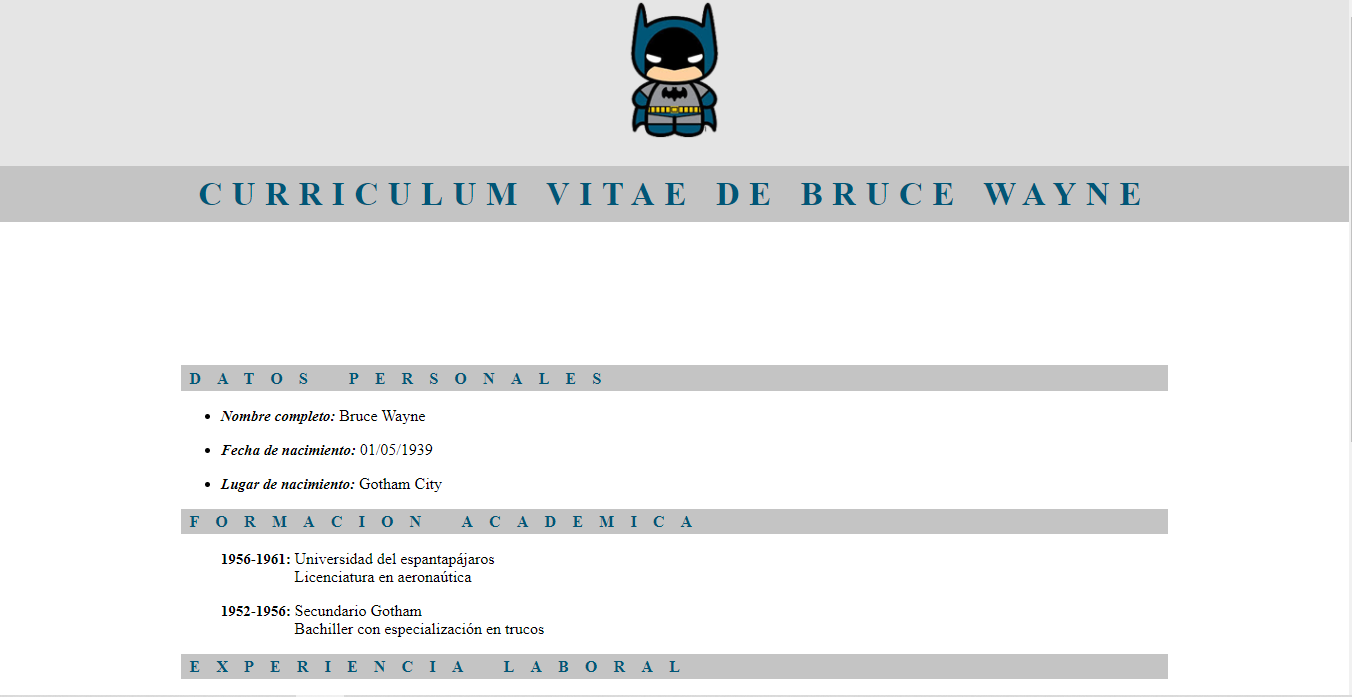 CURRICULUM VITAE DE BRUCE WAYNE
DATOS PERSONALES
Nombre completo: Bruce Wayne
Fecha de nacimiento: 01/05/1939
Lugar de nacimiento: Gotham City
FORMACION ACADEMICA
1956-1961: Universidad del espantapájaros
Licenciatura en aeronaútica
1952-1956: Secundario Gotham
Bachiller con especialización en trucos
EXPERIENCIA LABORAL